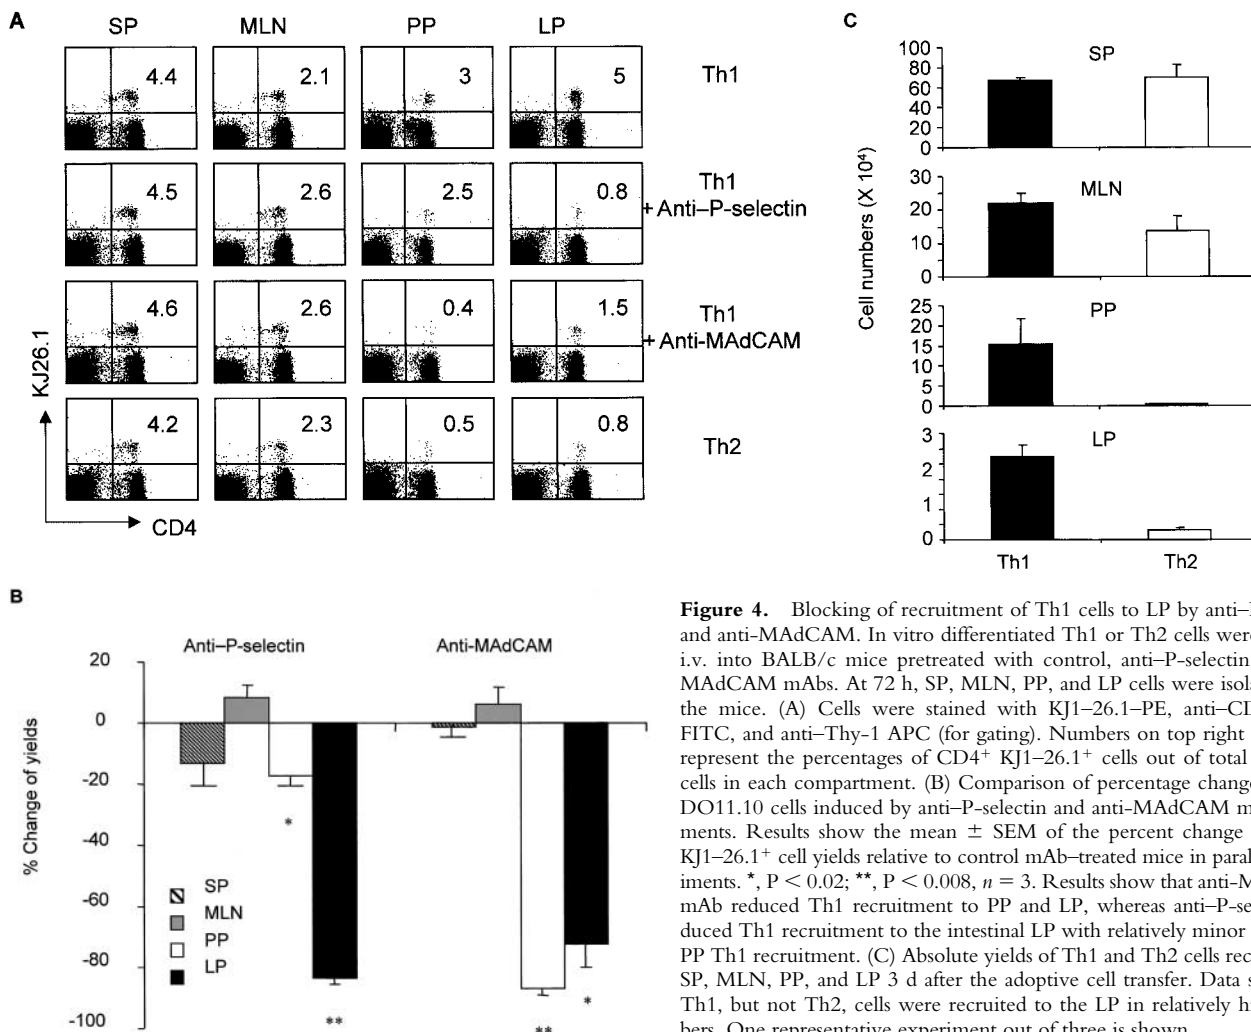 A
SP MLN PP LP
4.4 2.1 3 5 Th1
4.5 2.6 2.5 0.8 Th1
+ Anti–P-selectin
4.6 2.6 0.4 1.5 Th1
+ Anti-MAdCAM
4.2 2.3 0.5 0.8 Th2
KJ26.1
CD4
C
Cell numbers (X 10⁴)
SP
100
80
60
40
20
0
MLN
30
20
10
0
PP
25
20
15
10
5
0
LP
3
2
1
1
0
Th1 Th2
B
Anti–P-selectin Anti-MAdCAM
% Change of yields
20
0
-20
-40
-60
-80
-100
SP
MLN
PP
LP
* ** ** *
Figure 4. Blocking of recruitment of Th1 cells to LP by anti–
and anti-MAdCAM. In vitro differentiated Th1 or Th2 cells were
i.v. into BALB/c mice pretreated with control, anti–P-selectin
MAdCAM mAbs. At 72 h, SP, MLN, PP, and LP cells were
the mice. (A) Cells were stained with KJ1–26.1–PE,
FITC, and anti–Thy-1 APC (for gating). Numbers on top right
represent the percentages of CD4+ KJ1–26.1+ cells out of total
cells in each compartment. (B) Comparison of percentage change
DO11.10 cells induced by anti–P-selectin and anti-MAdCAM
ments. Results show the mean ± SEM of the percent change
KJ1–26.1+ cell yields relative to control mAb–treated mice in
iments. *, P < 0.02; **, P < 0.008, n = 3. Results show that
mAb reduced Th1 recruitment to PP and LP, whereas
duced Th1 recruitment to the intestinal LP with relatively minor
PP Th1 recruitment. (C) Absolute yields of Th1 and Th2 cells
SP, MLN, PP, and LP 3 d after the adoptive cell transfer. Data
Th1, but not Th2, cells were recruited to the LP in relatively
bers. One representative experiment out of three is shown